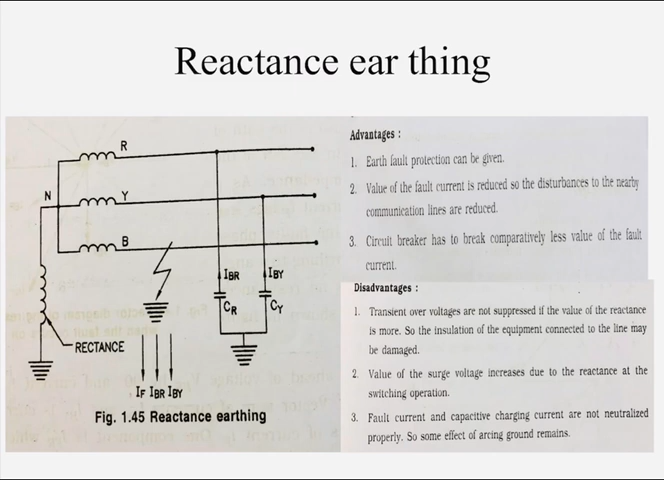 Reactance ear thing
R
N
Y
B
IBR
IBY
CR
CY
RECTANCE
IF IBR IBY
Fig. 1.45 Reactance earthing
Advantages :
1. Earth fault protection can be given.
2. Value of the fault current is reduced so the disturbances to the nearby
communication lines are reduced.
3. Circuit breaker has to break comparatively less value of the fault
current.
Disadvantages :
1. Transient over voltages are not suppressed if the value of the reactance
is more. So the insulation of the equipment connected to the line may
be damaged.
2. Value of the surge voltage increases due to the reactance at the
switching operation.
3. Fault current and capacitive charging current are not neutralized
properly. So some effect of arcing ground remains.